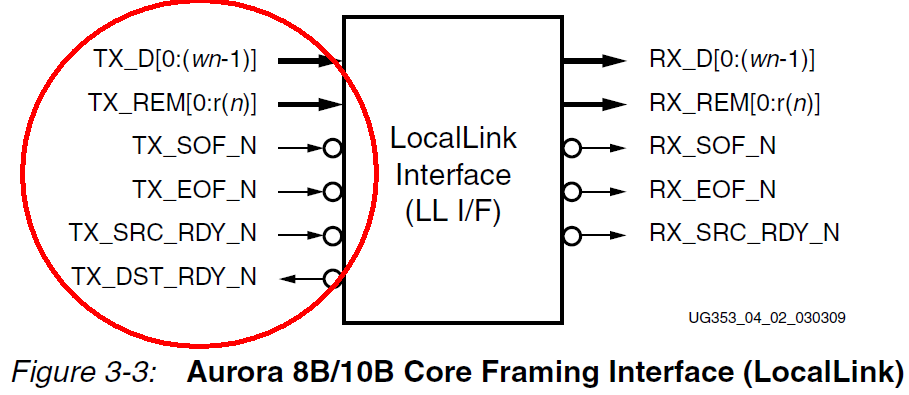 TX_D[0:(wn-1)]
TX_REM[0:r(n)]
TX_SOF_N
TX_EOF_N
TX_SRC_RDY_N
TX_DST_RDY_N
LocalLink
Interface
(LL I/F)
RX_D[0:(wn-1)]
RX_REM[0:r(n)]
RX_SOF_N
RX_EOF_N
RX_SRC_RDY_N
UG353_04_02_030309
Figure 3-3: Aurora 8B/10B Core Framing Interface (LocalLink)